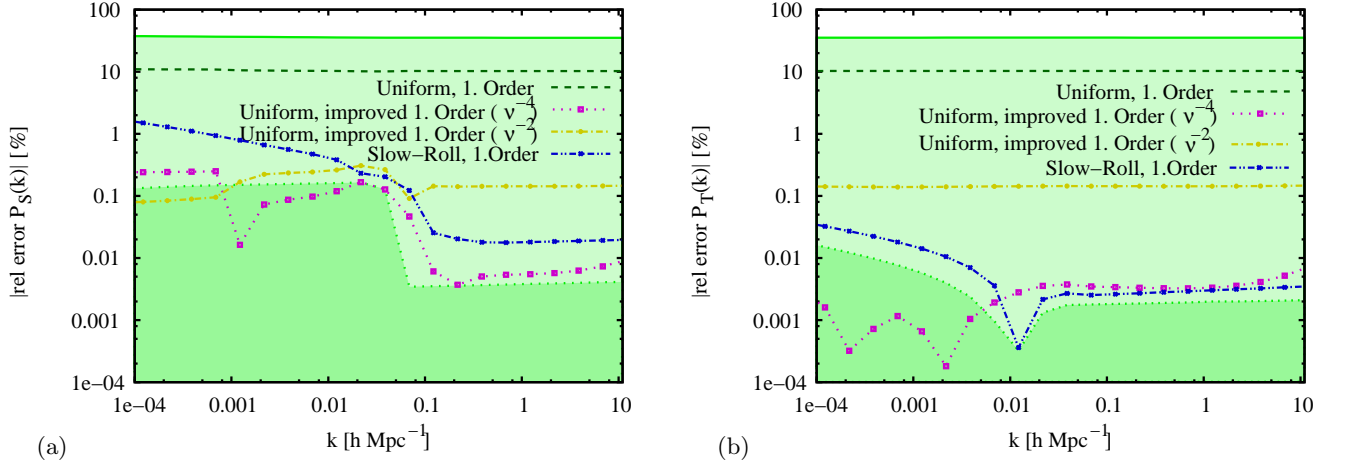 |rel error P_S(k)| [%]
100
10
1
0.1
0.01
0.001
1e−04
Uniform, 1. Order
Uniform, improved 1. Order ( ν^−4)
Uniform, improved 1. Order ( ν^−2)
Slow−Roll, 1.Order
1e−04 0.001 0.01 0.1 1 10
k [h Mpc^−1]
(a)
|rel error P_T(k)| [%]
100
10
1
0.1
0.01
0.001
1e−04
Uniform, 1. Order
Uniform, improved 1. Order ( ν^−4)
Uniform, improved 1. Order ( ν^−2)
Slow−Roll, 1.Order
1e−04 0.001 0.01 0.1 1 10
k [h Mpc^−1]
(b)